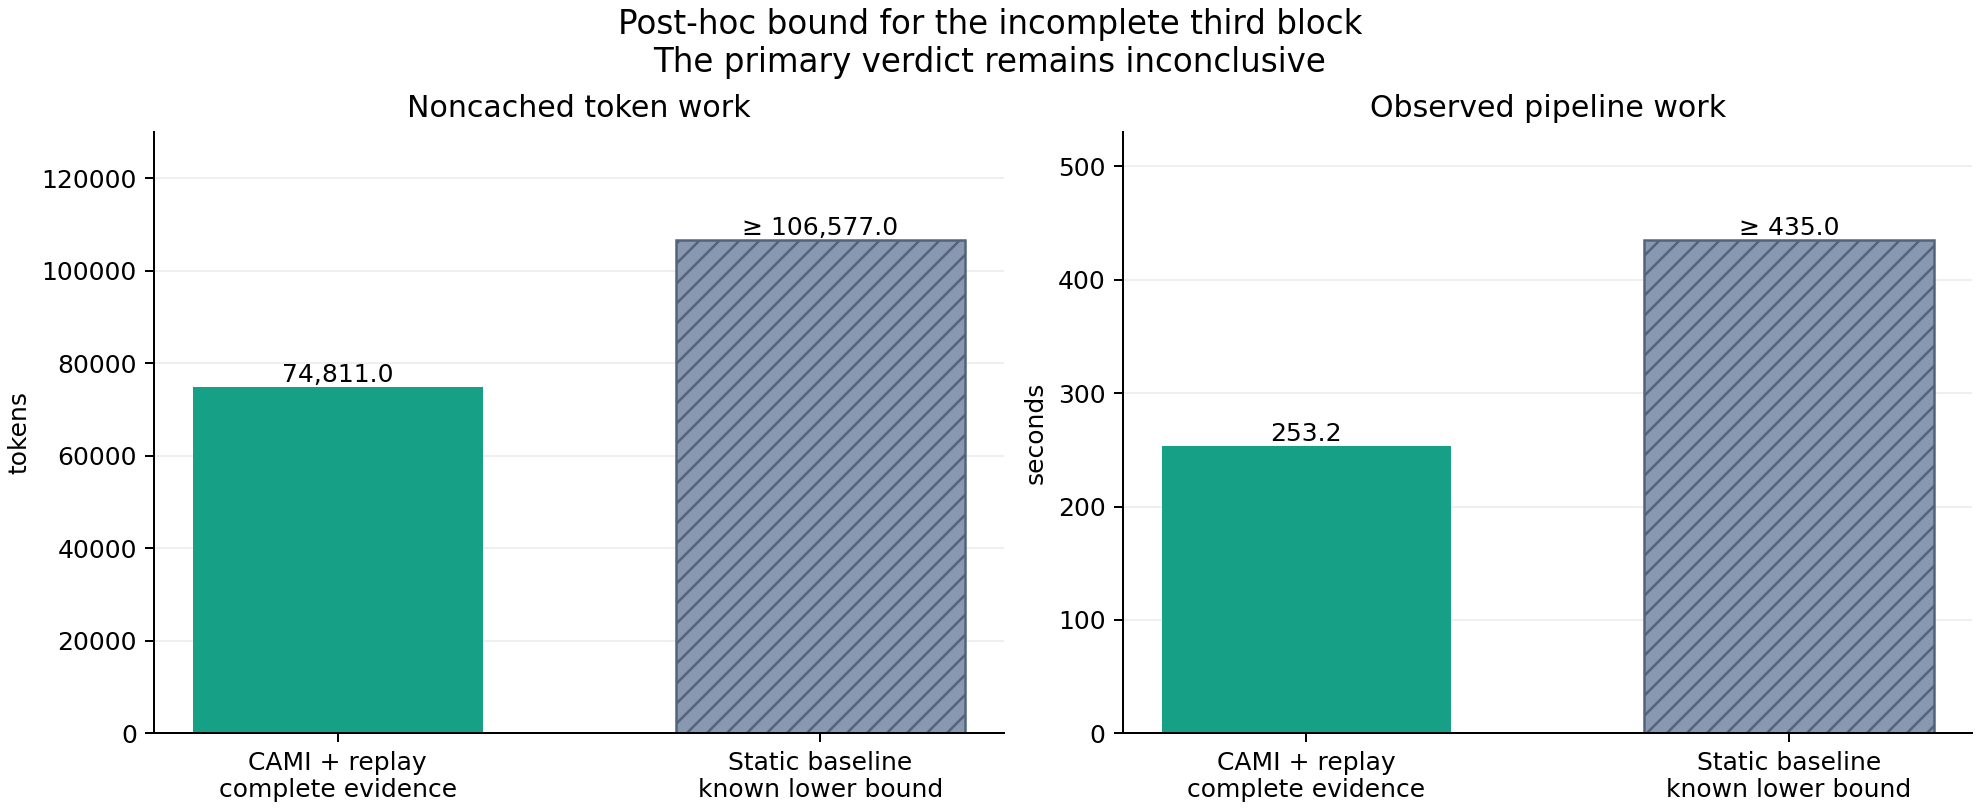 Post-hoc bound for the incomplete third block
The primary verdict remains inconclusive
Noncached token work
tokens
120000
100000
80000
60000
40000
20000
0
74,811.0
≥ 106,577.0
CAMI + replay
complete evidence
Static baseline
known lower bound
Observed pipeline work
seconds
500
400
300
200
100
0
253.2
≥ 435.0
CAMI + replay
complete evidence
Static baseline
known lower bound